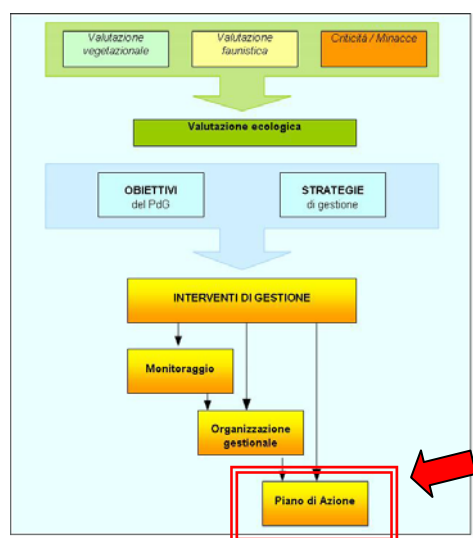 Valutazione
vegetazionale
Valutazione
faunistica
Criticità / Minacce
Valutazione ecologica
OBIETTIVI
del PdG
STRATEGIE
di gestione
INTERVENTI DI GESTIONE
Monitoraggio
Organizzazione
gestionale
Piano di Azione